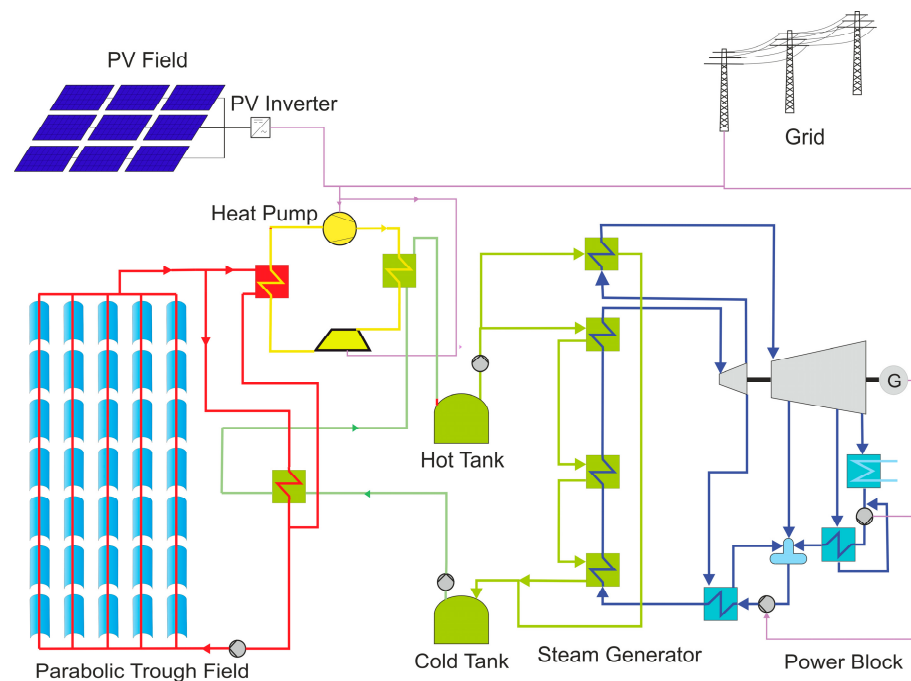 PV Field
PV Inverter
Grid
Heat Pump
G
Hot Tank
Parabolic Trough Field
Cold Tank
Steam Generator
Power Block